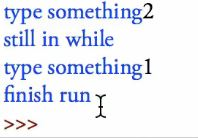 type something2
still in while
type something1
finish run
>>>